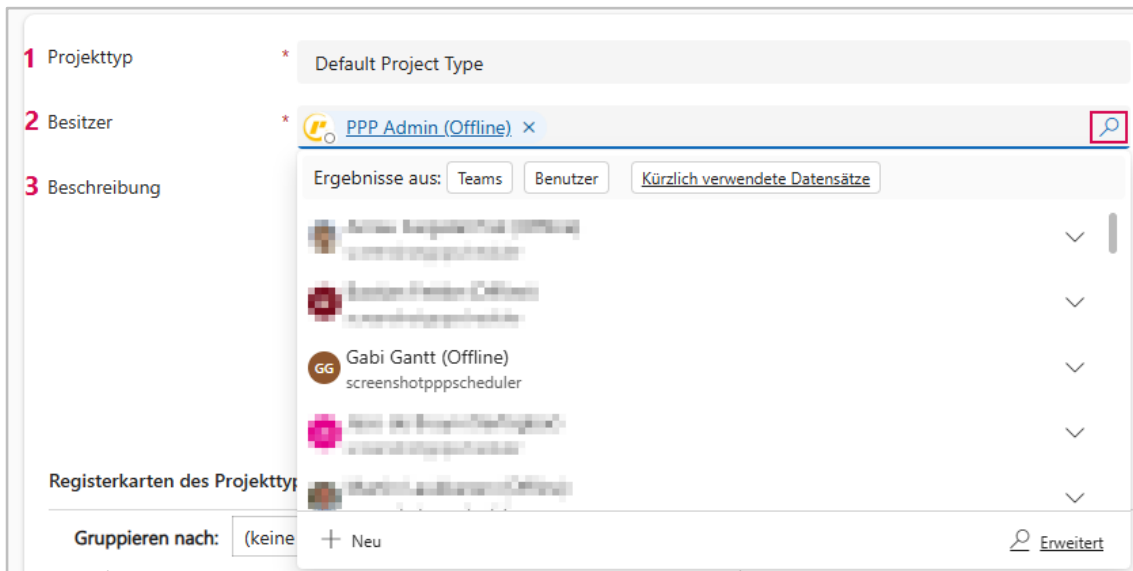 1 Projekttyp * Default Project Type
2 Besitzer * PPP Admin (Offline) ×
3 Beschreibung
Ergebnisse aus: Teams Benutzer Kürzlich verwendete Datensätze
Gabi Gantt (Offline)
GG
screenshotpppscheduler
Registerkarten des Projekttyp
Gruppieren nach: (keine
+ Neu Erweitert